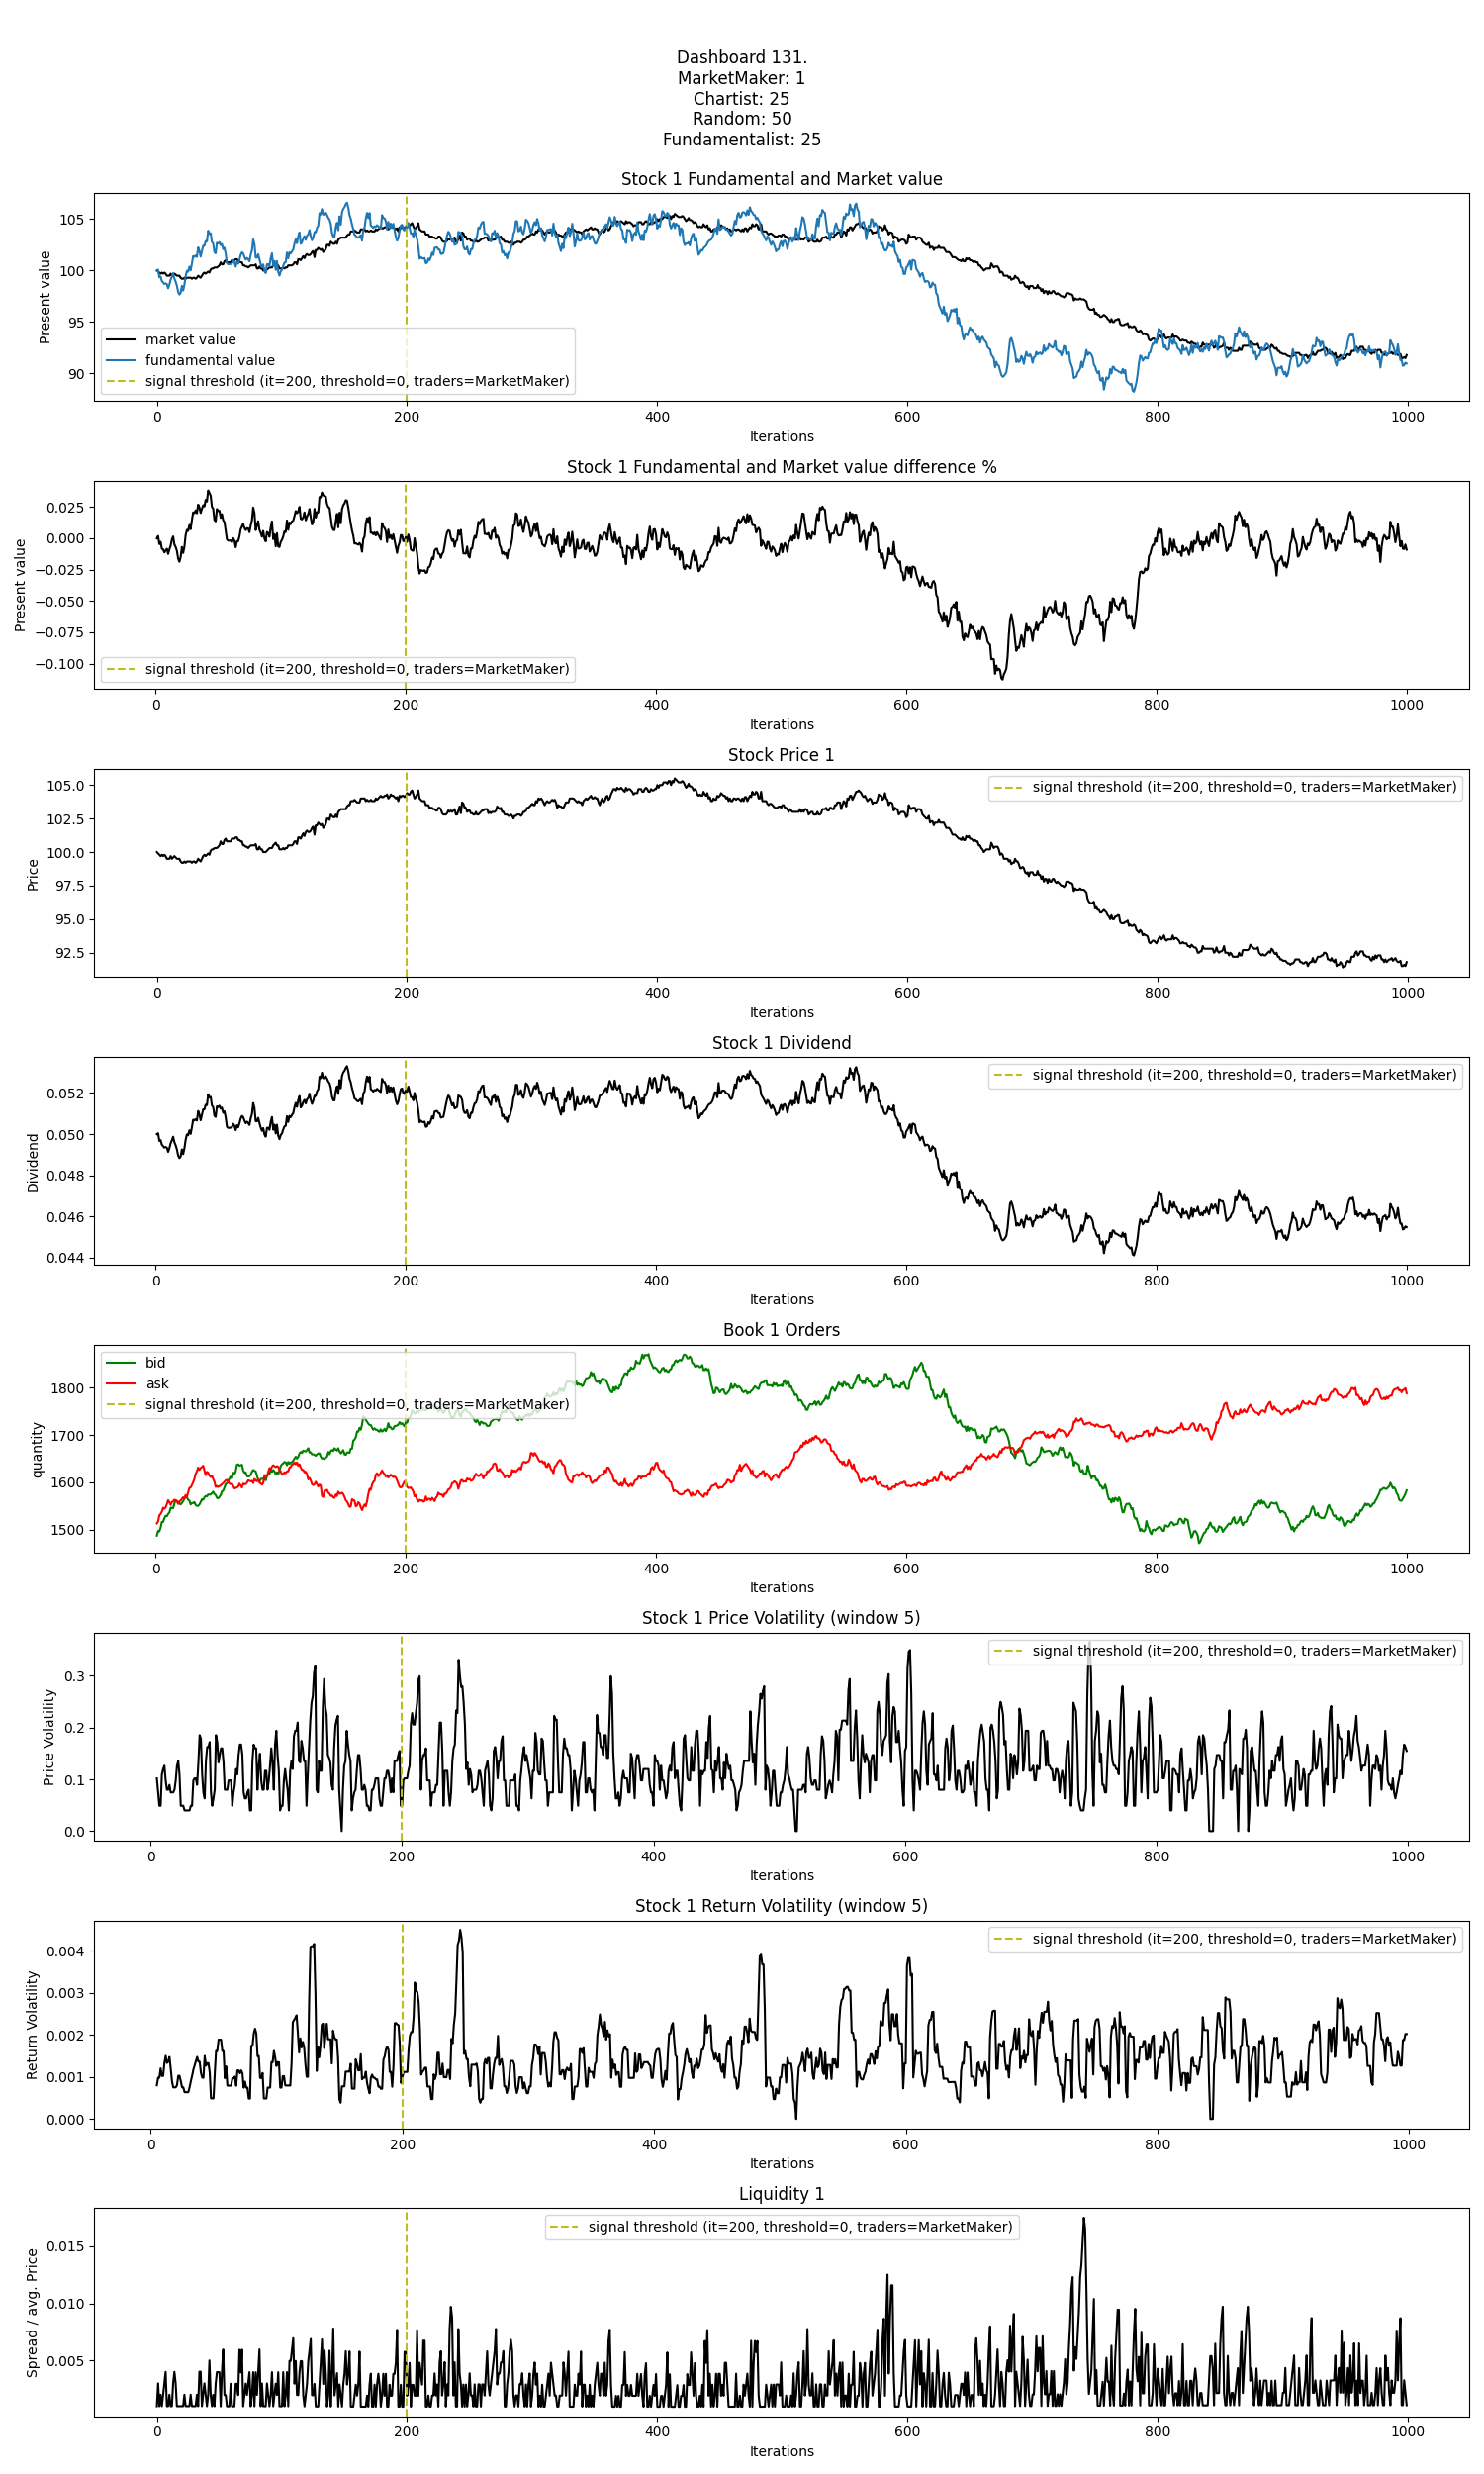 Dashboard 131.
MarketMaker: 1
Chartist: 25
Random: 50
Fundamentalist: 25
Stock 1 Fundamental and Market value
Present value
105
100
95
90
market value
fundamental value
signal threshold (it=200, threshold=0, traders=MarketMaker)
0 200 400 600 800 1000
Iterations
Stock 1 Fundamental and Market value difference %
Present value
0.025
0.000
−0.025
−0.050
−0.075
−0.100
signal threshold (it=200, threshold=0, traders=MarketMaker)
0 200 400 600 800 1000
Iterations
Stock Price 1
Price
105.0
102.5
100.0
97.5
95.0
92.5
signal threshold (it=200, threshold=0, traders=MarketMaker)
0 200 400 600 800 1000
Iterations
Stock 1 Dividend
Dividend
0.052
0.050
0.048
0.046
0.044
signal threshold (it=200, threshold=0, traders=MarketMaker)
0 200 400 600 800 1000
Iterations
Book 1 Orders
quantity
1800
1700
1600
1500
bid
ask
signal threshold (it=200, threshold=0, traders=MarketMaker)
0 200 400 600 800 1000
Iterations
Stock 1 Price Volatility (window 5)
Price Volatility
0.3
0.2
0.1
0.0
signal threshold (it=200, threshold=0, traders=MarketMaker)
0 200 400 600 800 1000
Iterations
Stock 1 Return Volatility (window 5)
Return Volatility
0.004
0.003
0.002
0.001
0.000
signal threshold (it=200, threshold=0, traders=MarketMaker)
0 200 400 600 800 1000
Iterations
Liquidity 1
Spread / avg. Price
0.015
0.010
0.005
signal threshold (it=200, threshold=0, traders=MarketMaker)
0 200 400 600 800 1000
Iterations